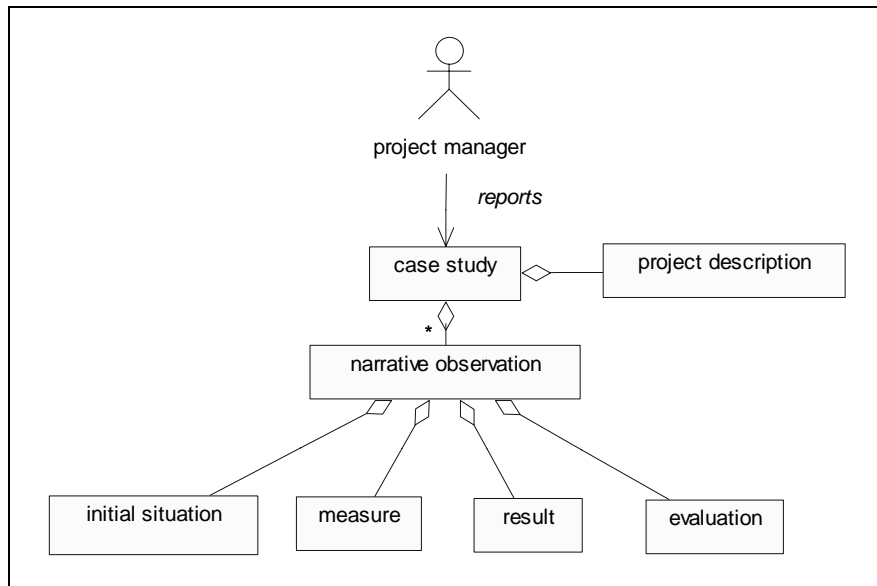 project manager
reports
case study
project description
*
narrative observation
initial situation
measure
result
evaluation